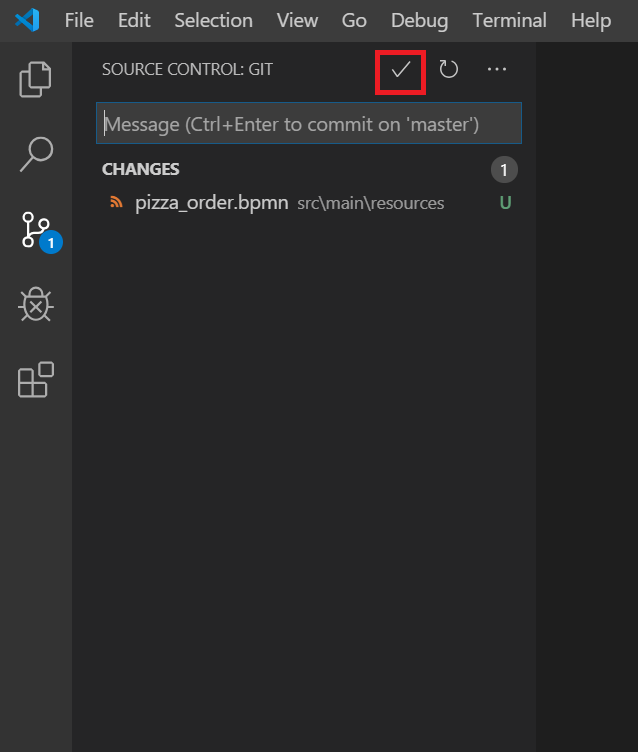 File Edit Selection View Go Debug Terminal Help
SOURCE CONTROL: GIT
Message (Ctrl+Enter to commit on 'master')
CHANGES 1
pizza_order.bpmn src\main\resources U
1